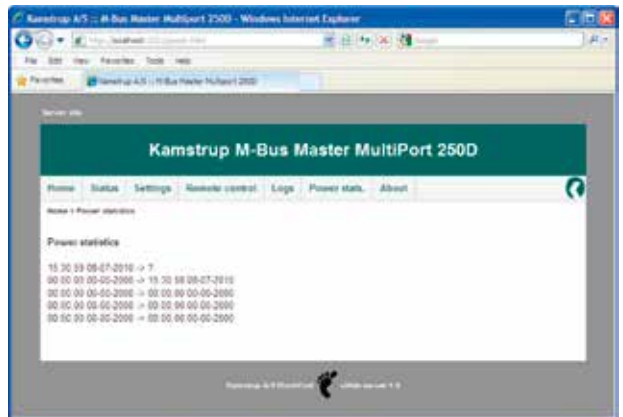 Kamstrup A/S :: M-Bus Master Multiport 250D - Windows Internet Explorer
File Edit View Favorites Tools Help
Favorites Kamstrup A/S :: M-Bus Master Multiport 250D
Kamstrup M-Bus Master MultiPort 250D
Home Status Settings Remote control Logs Power stats. About
Home > Power statistics
Power statistics
15:30:59 08-07-2010 -> ?
00:00:00 00-00-2000 -> 15:30:58 08-07-2010
00:00:00 00-00-2000 -> 00:00:00 00-00-2000
00:00:00 00-00-2000 -> 00:00:00 00-00-2000
00:00:00 00-00-2000 -> 00:00:00 00-00-2000